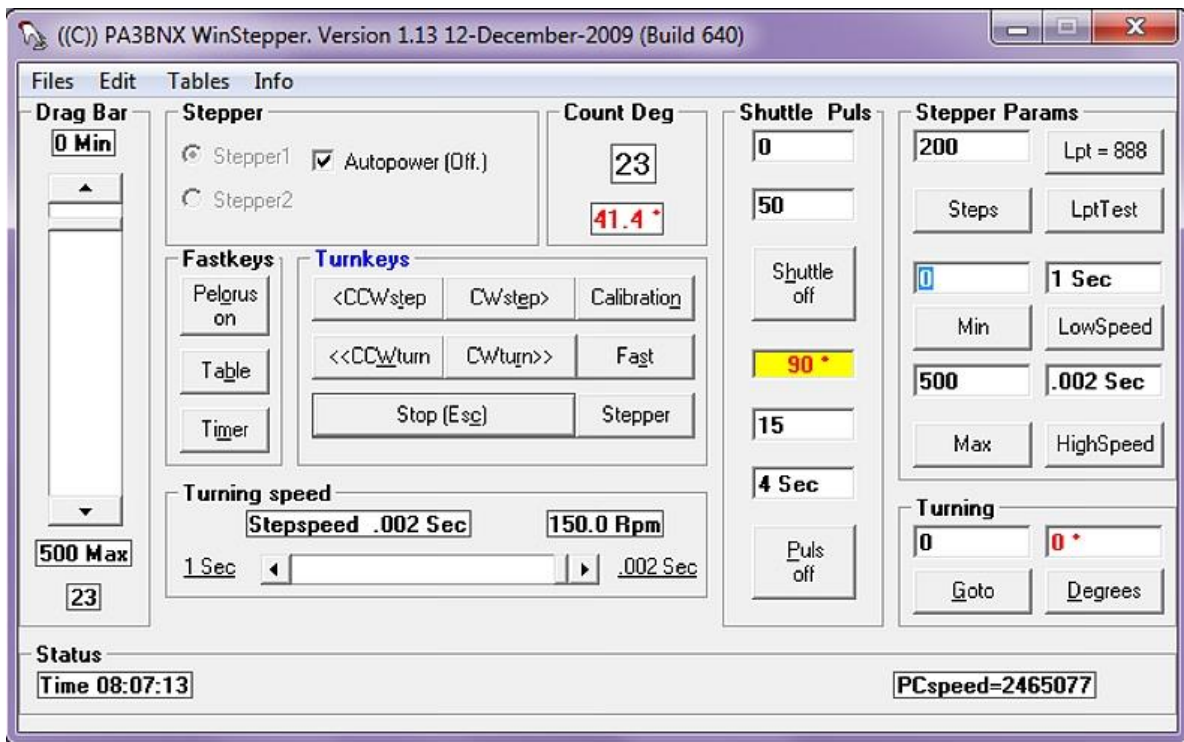 ((C)) PA3BNX WinStepper. Version 1.13 12-December-2009 (Build 640)
Files Edit Tables Info
Drag Bar
0 Min
500 Max
23
Stepper
Stepper1
Autopower (Off.)
Stepper2
Count Deg
23
41.4 °
Fastkeys
Pelorus on
Table
Timer
Turnkeys
<CCWstep CWstep> Calibration
<<CCWturn CWturn>> Fast
Stop (Esc) Stepper
Turning speed
Stepspeed .002 Sec 150.0 Rpm
1 Sec .002 Sec
Shuttle Puls
0
50
Shuttle off
90 °
15
4 Sec
Puls off
Stepper Params
200 Lpt = 888
Steps LptTest
0 1 Sec
Min LowSpeed
500 .002 Sec
Max HighSpeed
Turning
0 0 °
Goto Degrees
Status
Time 08:07:13 PCspeed=2465077